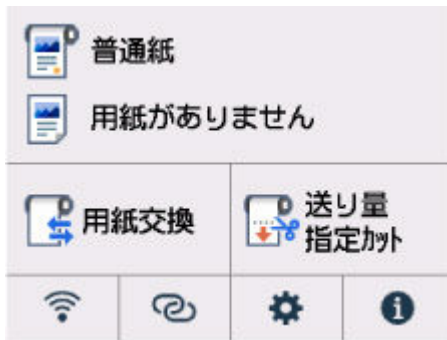 普通紙
用紙がありません
用紙交換
送り量
指定カット